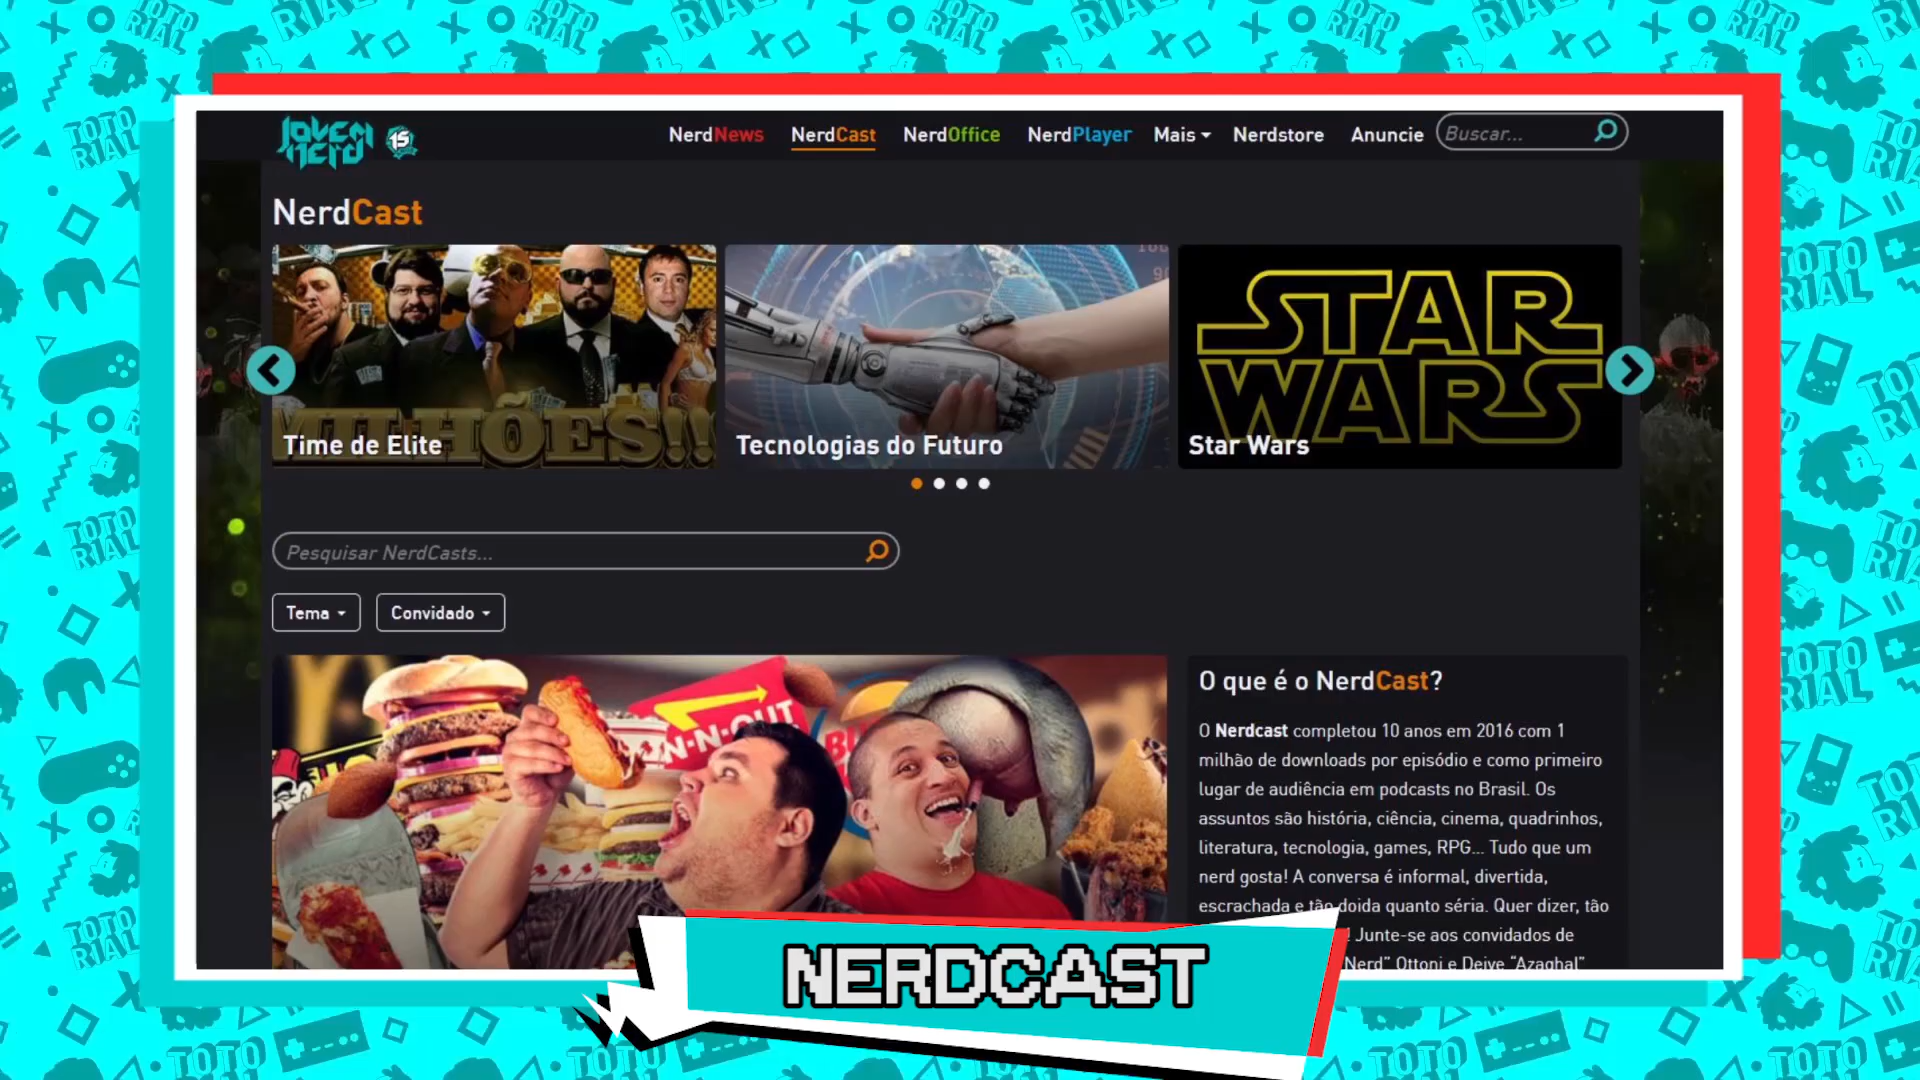 JOVEM NERD 15
NerdNews NerdCast NerdOffice NerdPlayer Mais Nerdstore Anuncie Buscar...
NerdCast
MILHÕES!!
Time de Elite
Tecnologias do Futuro
STAR WARS
Star Wars
Pesquisar NerdCasts...
Tema
Convidado
IN-N-OUT
O que é o NerdCast?
O Nerdcast completou 10 anos em 2016 com 1
milhão de downloads por episódio e como primeiro
lugar de audiência em podcasts no Brasil. Os
assuntos são história, ciência, cinema, quadrinhos,
literatura, tecnologia, games, RPG... Tudo que um
nerd gosta! A conversa é informal, divertida,
escrachada e tão doida quanto séria. Quer dizer, tão
! Junte-se aos convidados de
Nerd” Ottoni e Deive “Azaghal”
NERDCAST
TOTORIAL